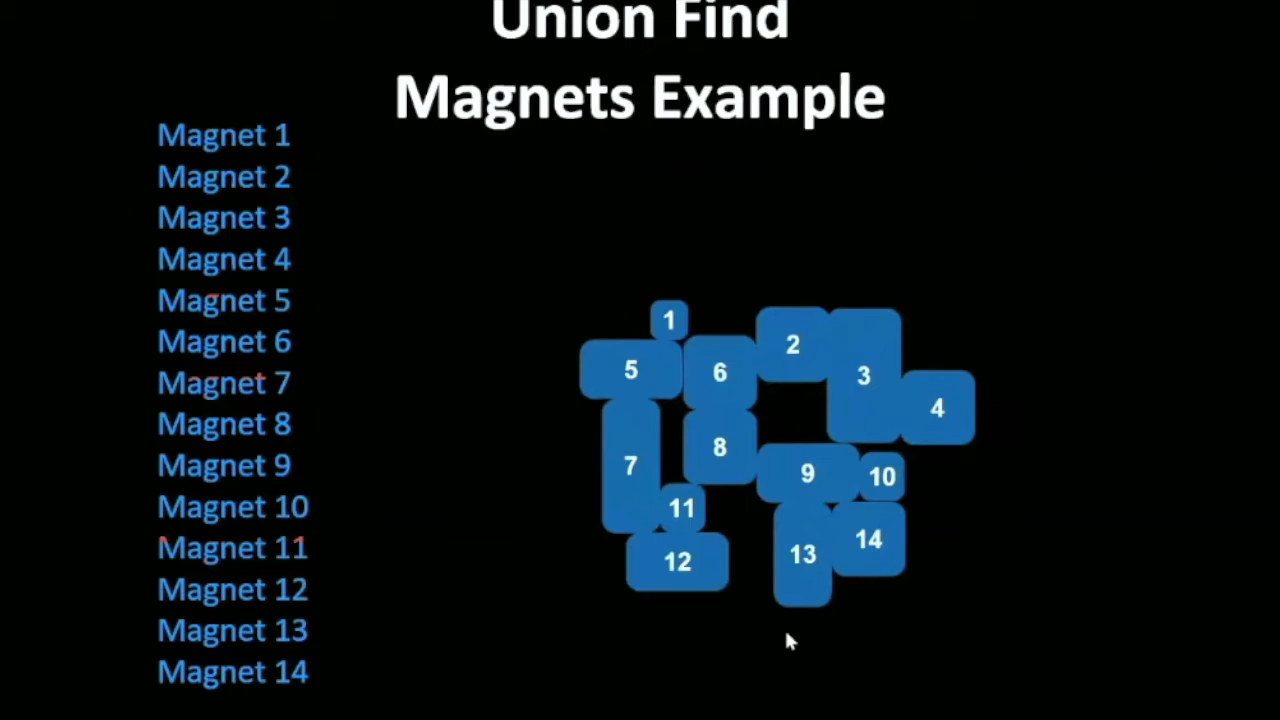 Union Find
Magnets Example
Magnet 1
Magnet 2
Magnet 3
Magnet 4
Magnet 5
Magnet 6
Magnet 7
Magnet 8
Magnet 9
Magnet 10
Magnet 11
Magnet 12
Magnet 13
Magnet 14
1
2
3
4
5
6
7
8
9
10
11
12
13
14